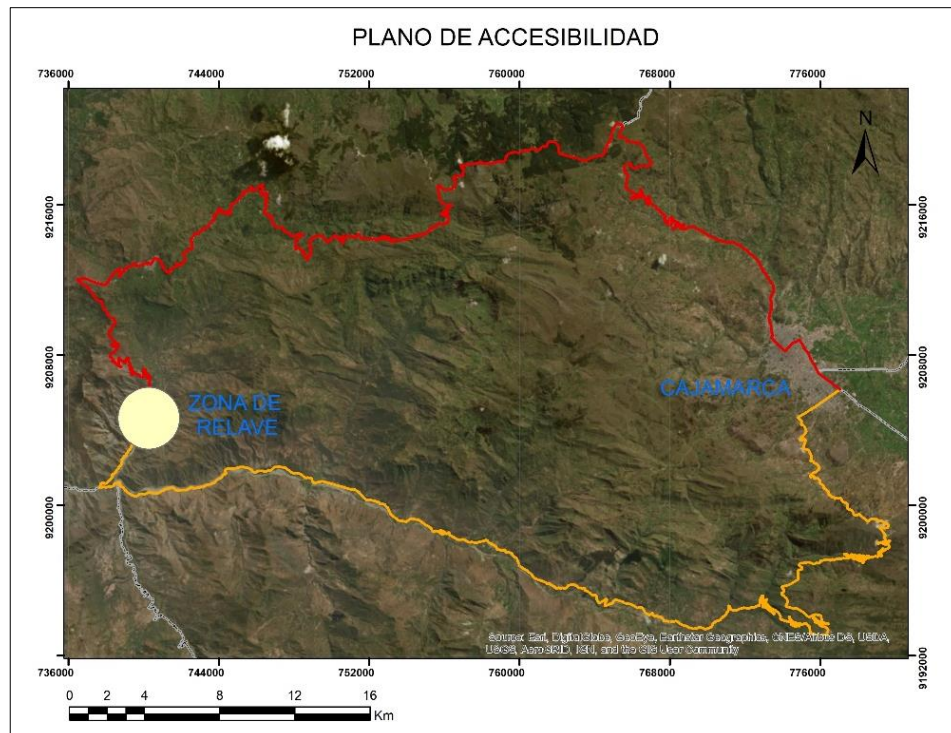 PLANO DE ACCESIBILIDAD
736000 744000 752000 760000 768000 776000
N
9216000 9216000
9208000 9208000
CAJAMARCA
ZONA DE
RELAVE
9200000 9200000
Source: Esri, DigitalGlobe, GeoEye, Earthstar Geographics, CNES/Airbus DS, USDA,
USGS, AeroGRID, IGN, and the GIS User Community
9192000
736000 744000 752000 760000 768000 776000
0 2 4 8 12 16
Km